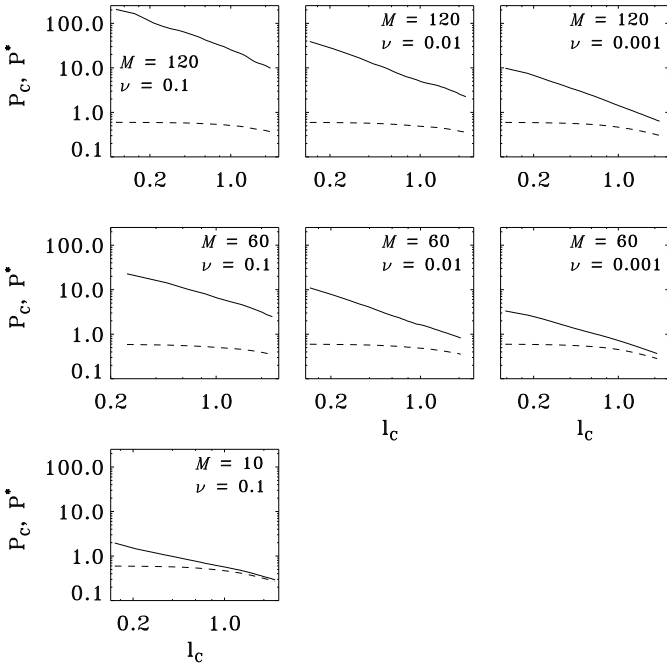 P_c, P*
100.0
10.0
1.0
0.1
M = 120
ν = 0.1
0.2 1.0
M = 120
ν = 0.01
0.2 1.0
M = 120
ν = 0.001
0.2 1.0
P_c, P*
100.0
10.0
1.0
0.1
M = 60
ν = 0.1
1.0
M = 60
ν = 0.01
0.2 1.0
l_c
M = 60
ν = 0.001
0.2 1.0
l_c
P_c, P*
100.0
10.0
1.0
0.1
M = 10
ν = 0.1
0.2 1.0
l_c